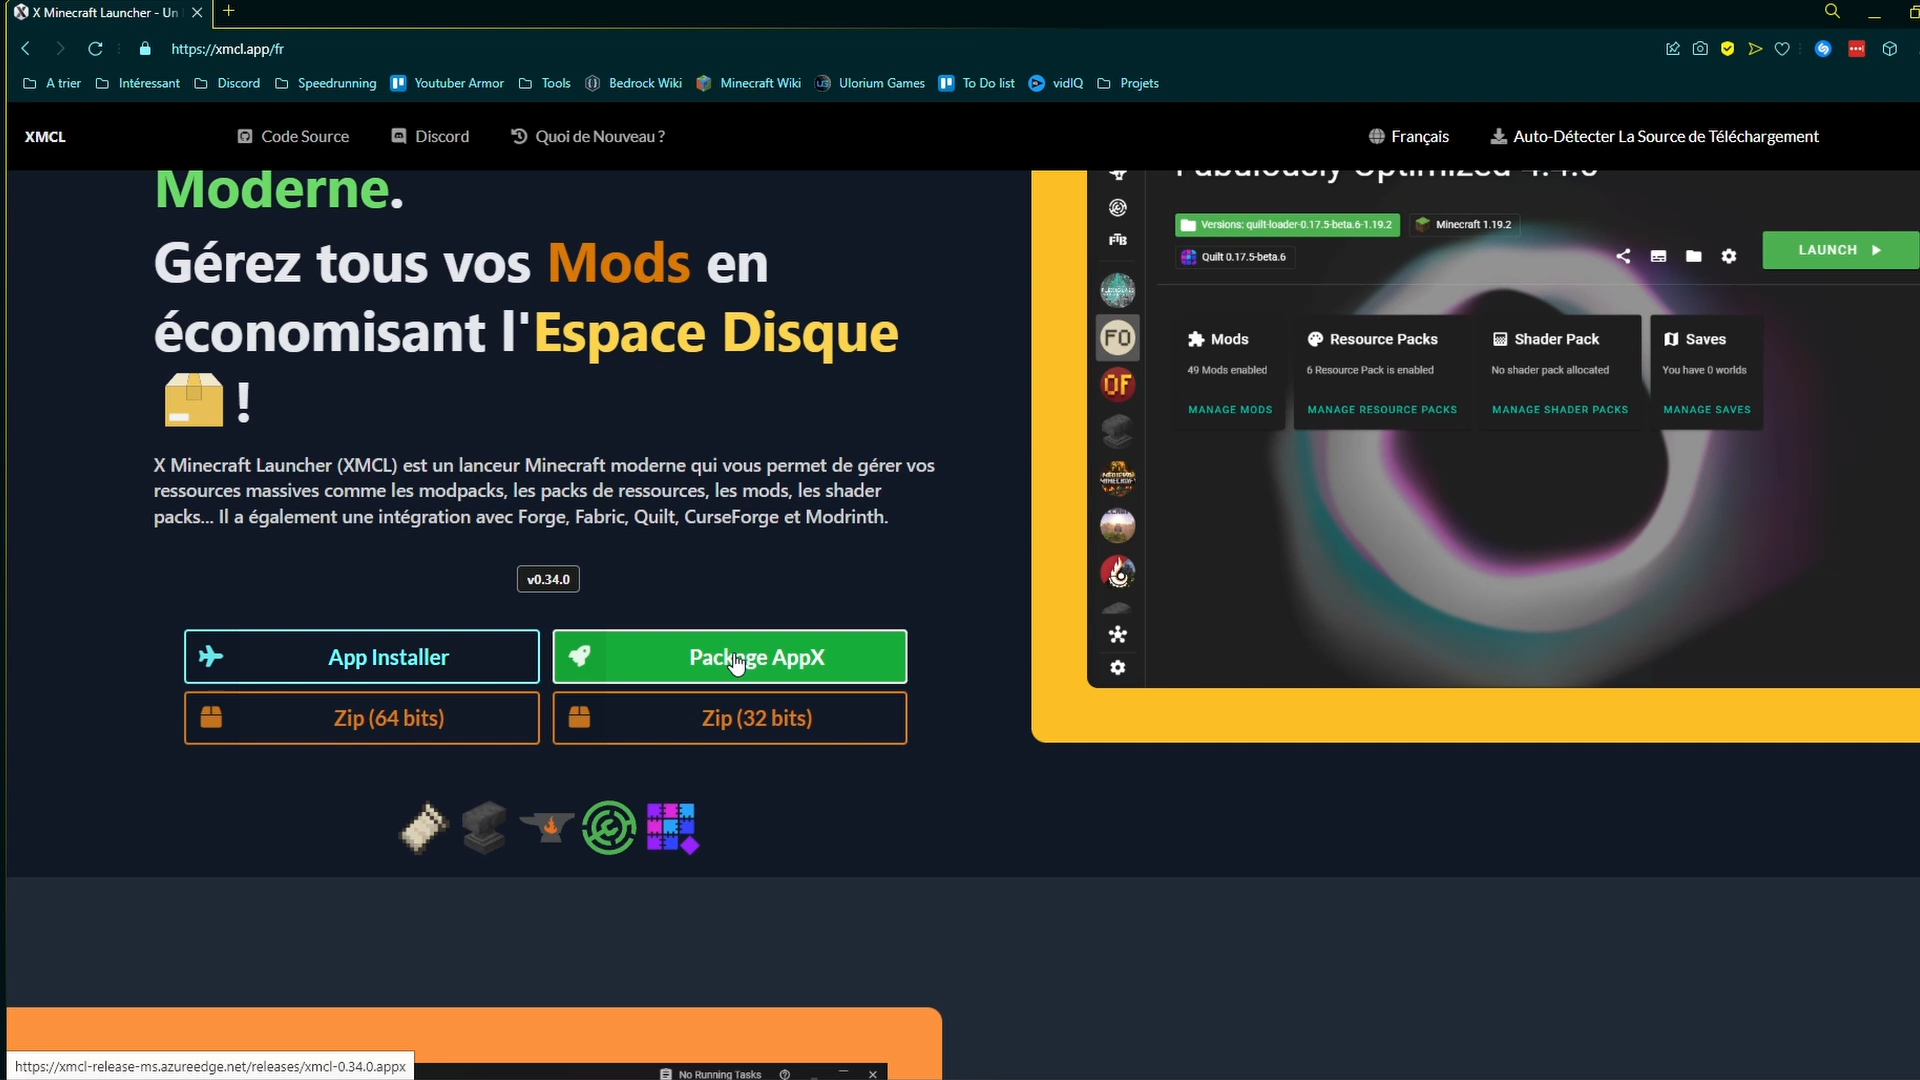 X Minecraft Launcher - Un
https://xmcl.app/fr
A trier
Intéressant
Discord
Speedrunning
Youtuber Armor
Tools
Bedrock Wiki
Minecraft Wiki
Ulorium Games
To Do list
vidIQ
Projets
XMCL
Code Source
Discord
Quoi de Nouveau ?
Français
Auto-Détecter La Source de Téléchargement
Moderne.
Gérez tous vos Mods en
économisant l'Espace Disque
!
X Minecraft Launcher (XMCL) est un lanceur Minecraft moderne qui vous permet de gérer vos
ressources massives comme les modpacks, les packs de ressources, les mods, les shader
packs... Il a également une intégration avec Forge, Fabric, Quilt, CurseForge et Modrinth.
v0.34.0
App Installer
Package AppX
Zip (64 bits)
Zip (32 bits)
Fabulously Optimized 4.4.0
Versions: quilt-loader-0.17.5-beta.6-1.19.2
Minecraft 1.19.2
Quilt 0.17.5-beta.6
LAUNCH
FTB
FO
OF
Mods
49 Mods enabled
MANAGE MODS
Resource Packs
6 Resource Pack is enabled
MANAGE RESOURCE PACKS
Shader Pack
No shader pack allocated
MANAGE SHADER PACKS
Saves
You have 0 worlds
MANAGE SAVES
https://xmcl-release-ms.azureedge.net/releases/xmcl-0.34.0.appx
No Running Tasks